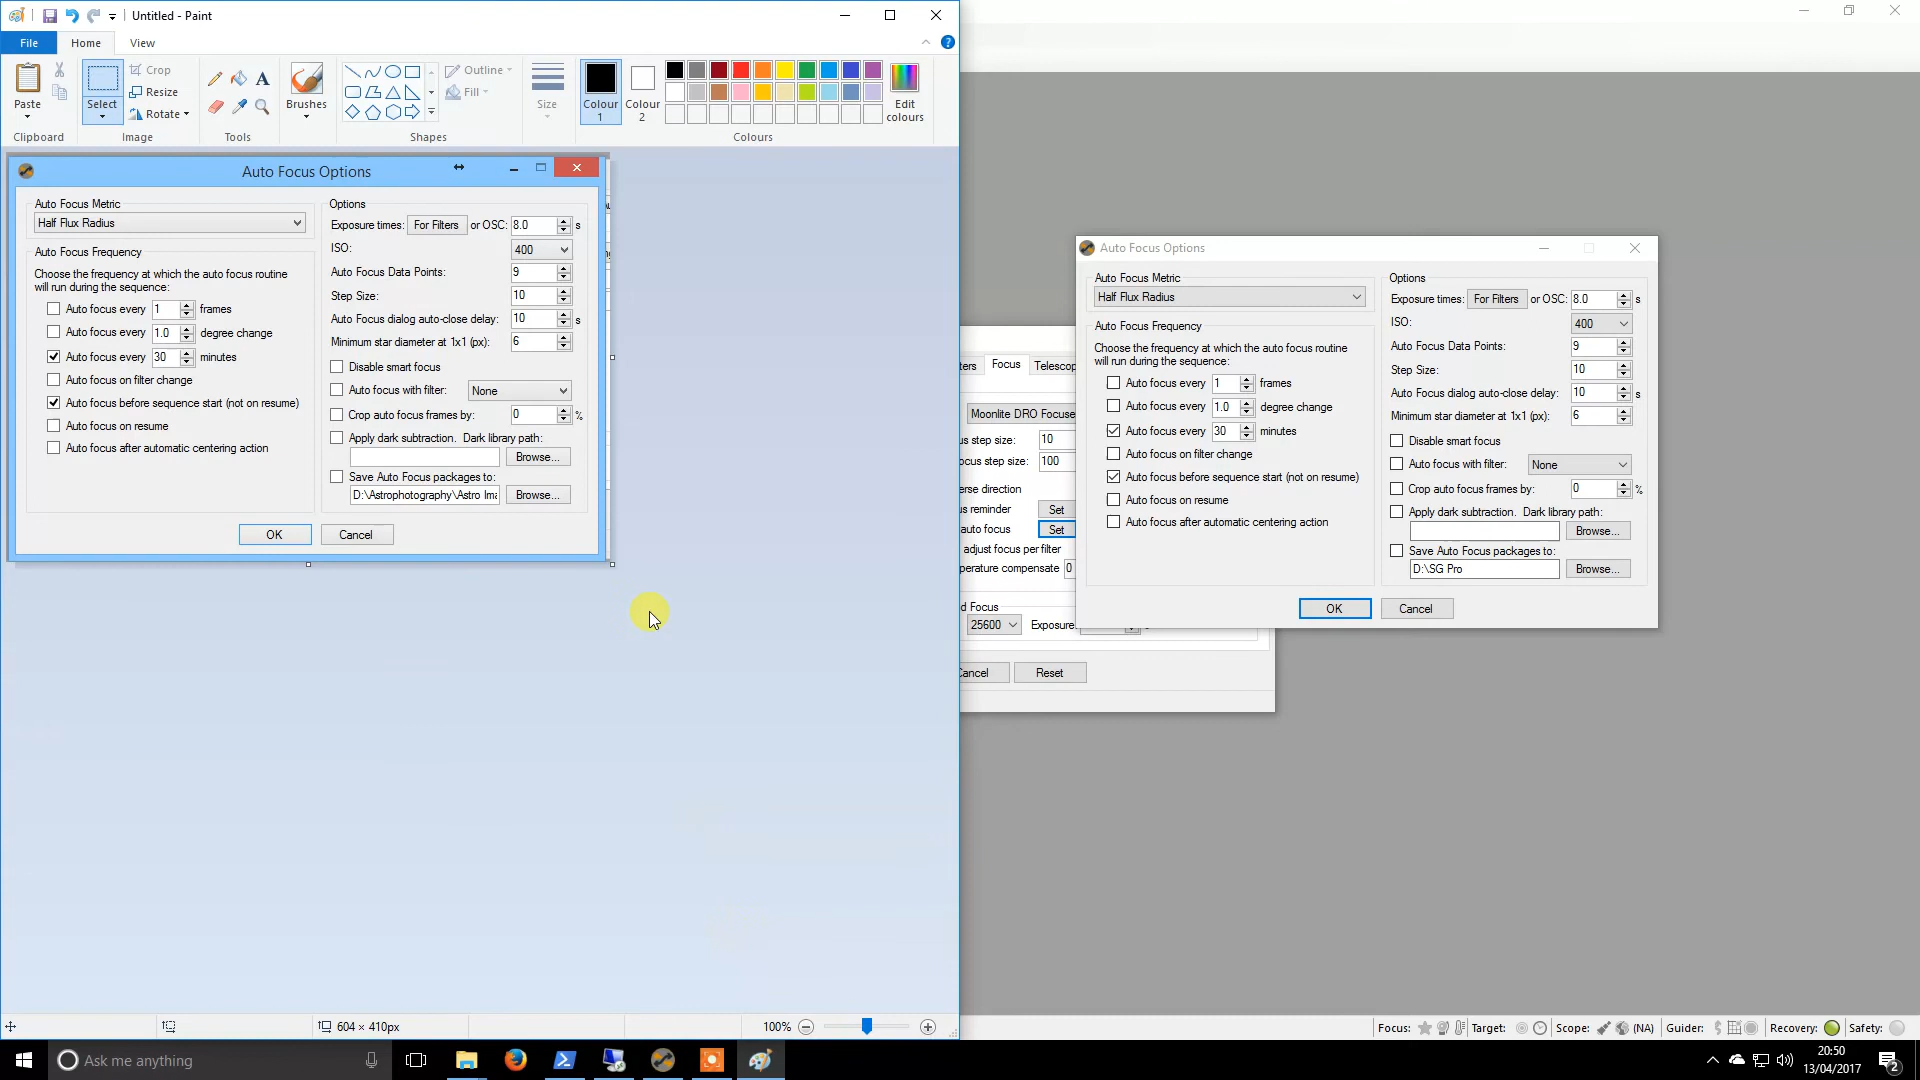 Untitled - Paint
File
Home
View
Paste
Clipboard
Select
Crop
Resize
Rotate
Image
Tools
Brushes
Shapes
Outline
Fill
Size
Colour
1
Colour
2
Edit
colours
Colours
Auto Focus Options
Auto Focus Metric
Half Flux Radius
Auto Focus Frequency
Choose the frequency at which the auto focus routine
will run during the sequence:
Auto focus every 1 frames
Auto focus every 1.0 degree change
Auto focus every 30 minutes
Auto focus on filter change
Auto focus before sequence start (not on resume)
Auto focus on resume
Auto focus after automatic centering action
Options
Exposure times: For Filters or OSC: 8.0 s
ISO: 400
Auto Focus Data Points: 9
Step Size: 10
Auto Focus dialog auto-close delay: 10 s
Minimum star diameter at 1x1 (px): 6
Disable smart focus
Auto focus with filter: None
Crop auto focus frames by: 0 %
Apply dark subtraction. Dark library path:
Browse...
Save Auto Focus packages to:
D:\Astrophotography\Astro Browse...
OK
Cancel
Focus
Moonlite DRO
step size: 10
step size: 100
direction
reminder Set
auto focus Set
adjust focus per filter
compensate 0
Focus
25600 Exposure:
Reset
Auto Focus Options
Auto Focus Metric
Half Flux Radius
Auto Focus Frequency
Choose the frequency at which the auto focus routine
will run during the sequence:
Auto focus every 1 frames
Auto focus every 1.0 degree change
Auto focus every 30 minutes
Auto focus on filter change
Auto focus before sequence start (not on resume)
Auto focus on resume
Auto focus after automatic centering action
Options
Exposure times: For Filters or OSC: 8.0 s
ISO: 400
Auto Focus Data Points: 9
Step Size: 10
Auto Focus dialog auto-close delay: 10 s
Minimum star diameter at 1x1 (px): 6
Disable smart focus
Auto focus with filter: None
Crop auto focus frames by: 0 %
Apply dark subtraction. Dark library path:
Browse...
Save Auto Focus packages to:
D:\SG Pro Browse...
OK
Cancel
604 × 410px
100%
Focus: Target: Scope: (NA) Guider: Recovery: Safety:
Ask me anything
20:50
13/04/2017
2